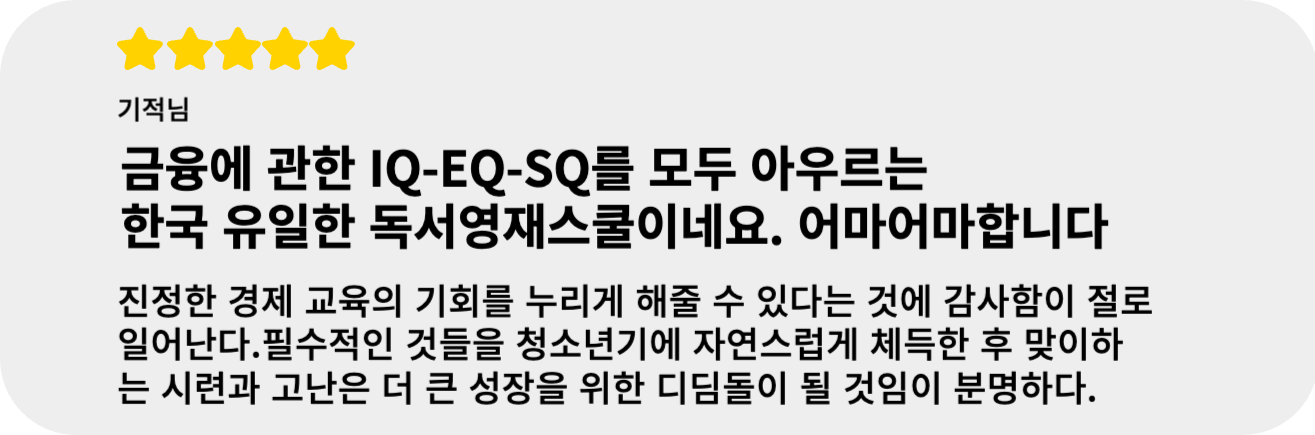 기적님
금융에 관한 IQ-EQ-SQ를 모두 아우르는
한국 유일한 독서영재스쿨이네요. 어마어마합니다
진정한 경제 교육의 기회를 누리게 해줄 수 있다는 것에 감사함이 절로
일어난다.필수적인 것들을 청소년기에 자연스럽게 체득한 후 맞이하
는 시련과 고난은 더 큰 성장을 위한 디딤돌이 될 것임이 분명하다.